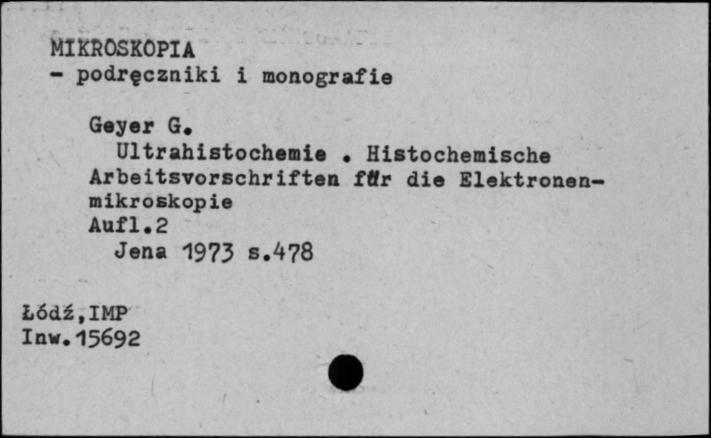 MIKROSKOPIA
- podręczniki i monografie
Geyer G.
Ultrahistochemie . Histochemische
Arbeitsvorschriften für die Elektronen-
mikroskopie
Aufl.2
Jena 1973 s.478
Łódź,IMP
Inw.15692